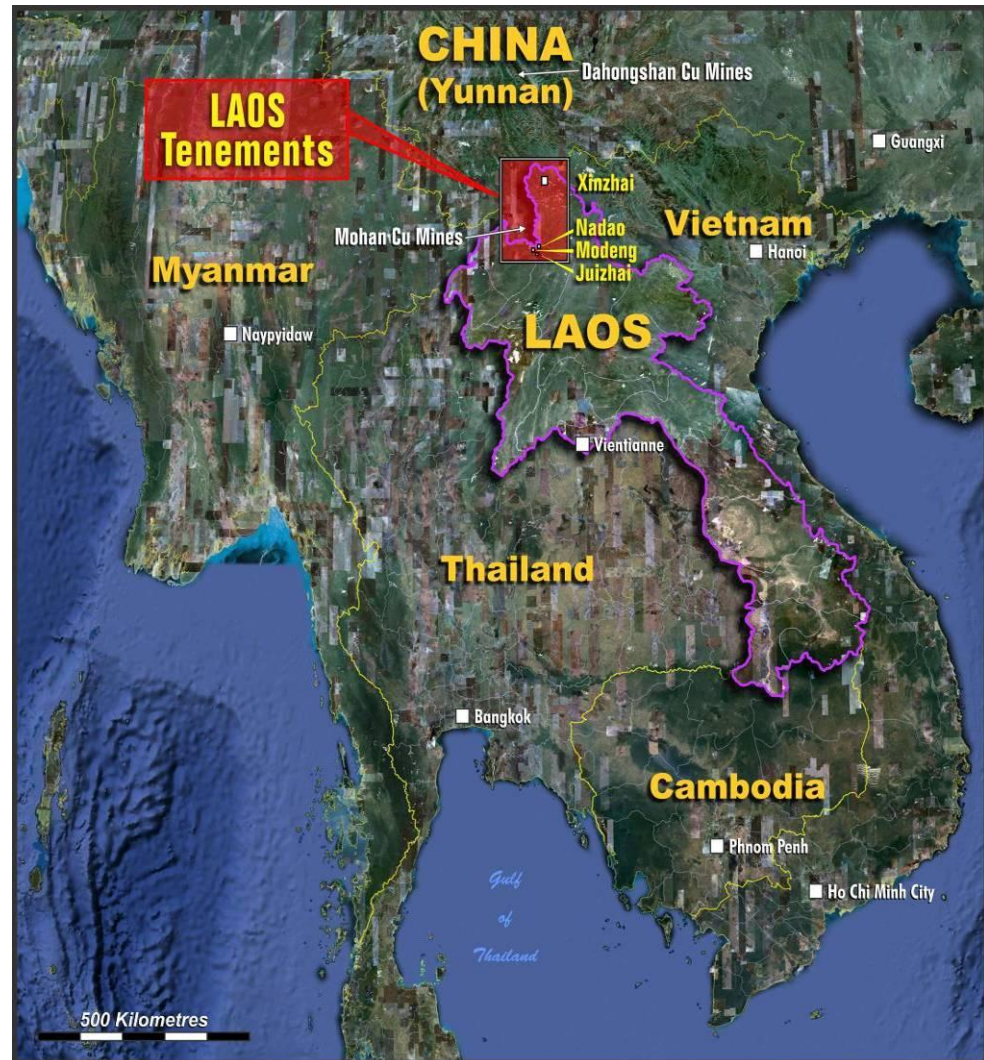 CHINA
(Yunnan)
Dahongshan Cu Mines
LAOS
Tenements
Guangxi
Xinzhai
Mohan Cu Mines
Nadao
Modeng
Juizhai
Vietnam
Hanoi
Myanmar
Naypyidaw
LAOS
Vientianne
Thailand
Bangkok
Cambodia
Phnom Penh
Ho Chi Minh City
Gulf
of
Thailand
500 Kilometres